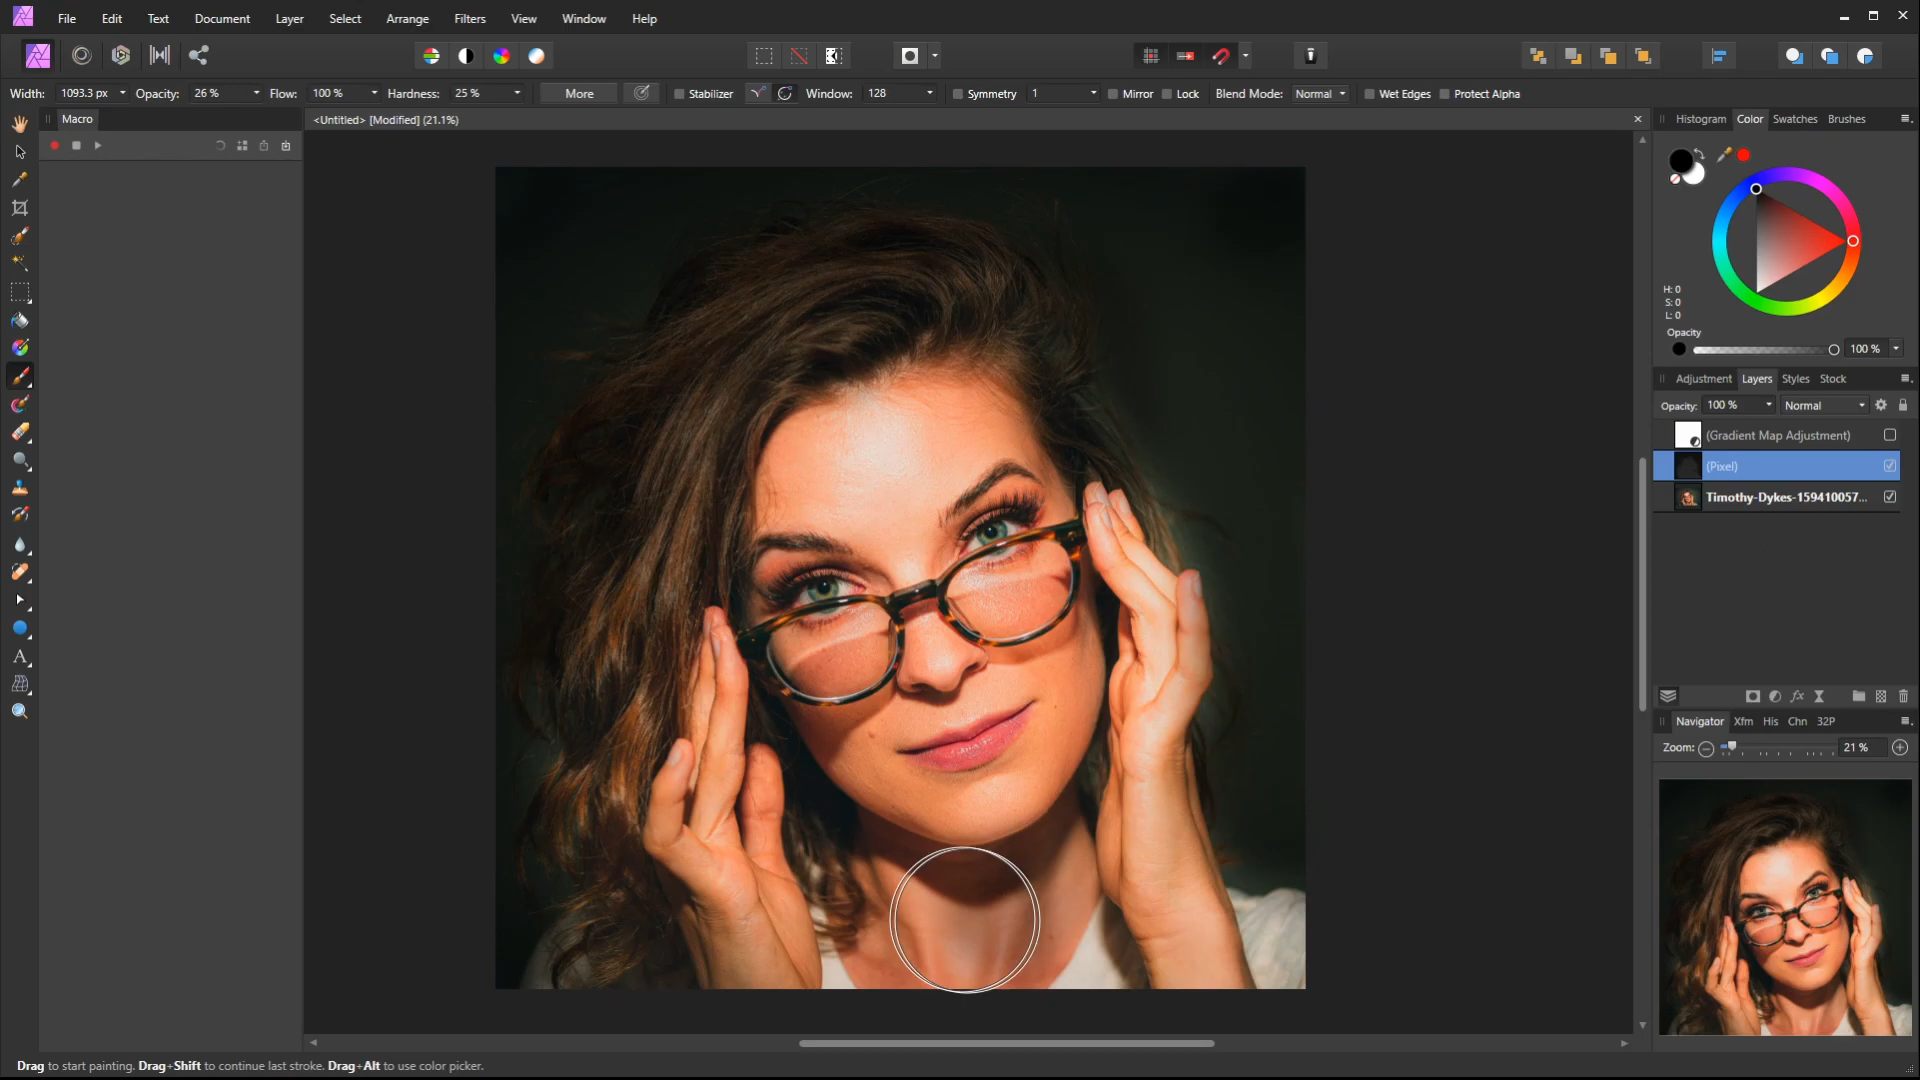 File Edit Text Document Layer Select Arrange Filters View Window Help
Width: 1093.3 px Opacity: 26 % Flow: 100 % Hardness: 25 % More Stabilizer Window: 128 Symmetry 1 Mirror Lock Blend Mode: Normal Wet Edges Protect Alpha
Macro
<Untitled> [Modified] (21.1%)
Histogram Color Swatches Brushes
H: 0
S: 0
L: 0
Opacity
100 %
Adjustment Layers Styles Stock
Opacity: 100 % Normal
(Gradient Map Adjustment)
(Pixel)
Timothy-Dykes-159410057...
Navigator Xfm His Chn 32P
Zoom: 21 %
Drag to start painting. Drag+Shift to continue last stroke. Drag+Alt to use color picker.